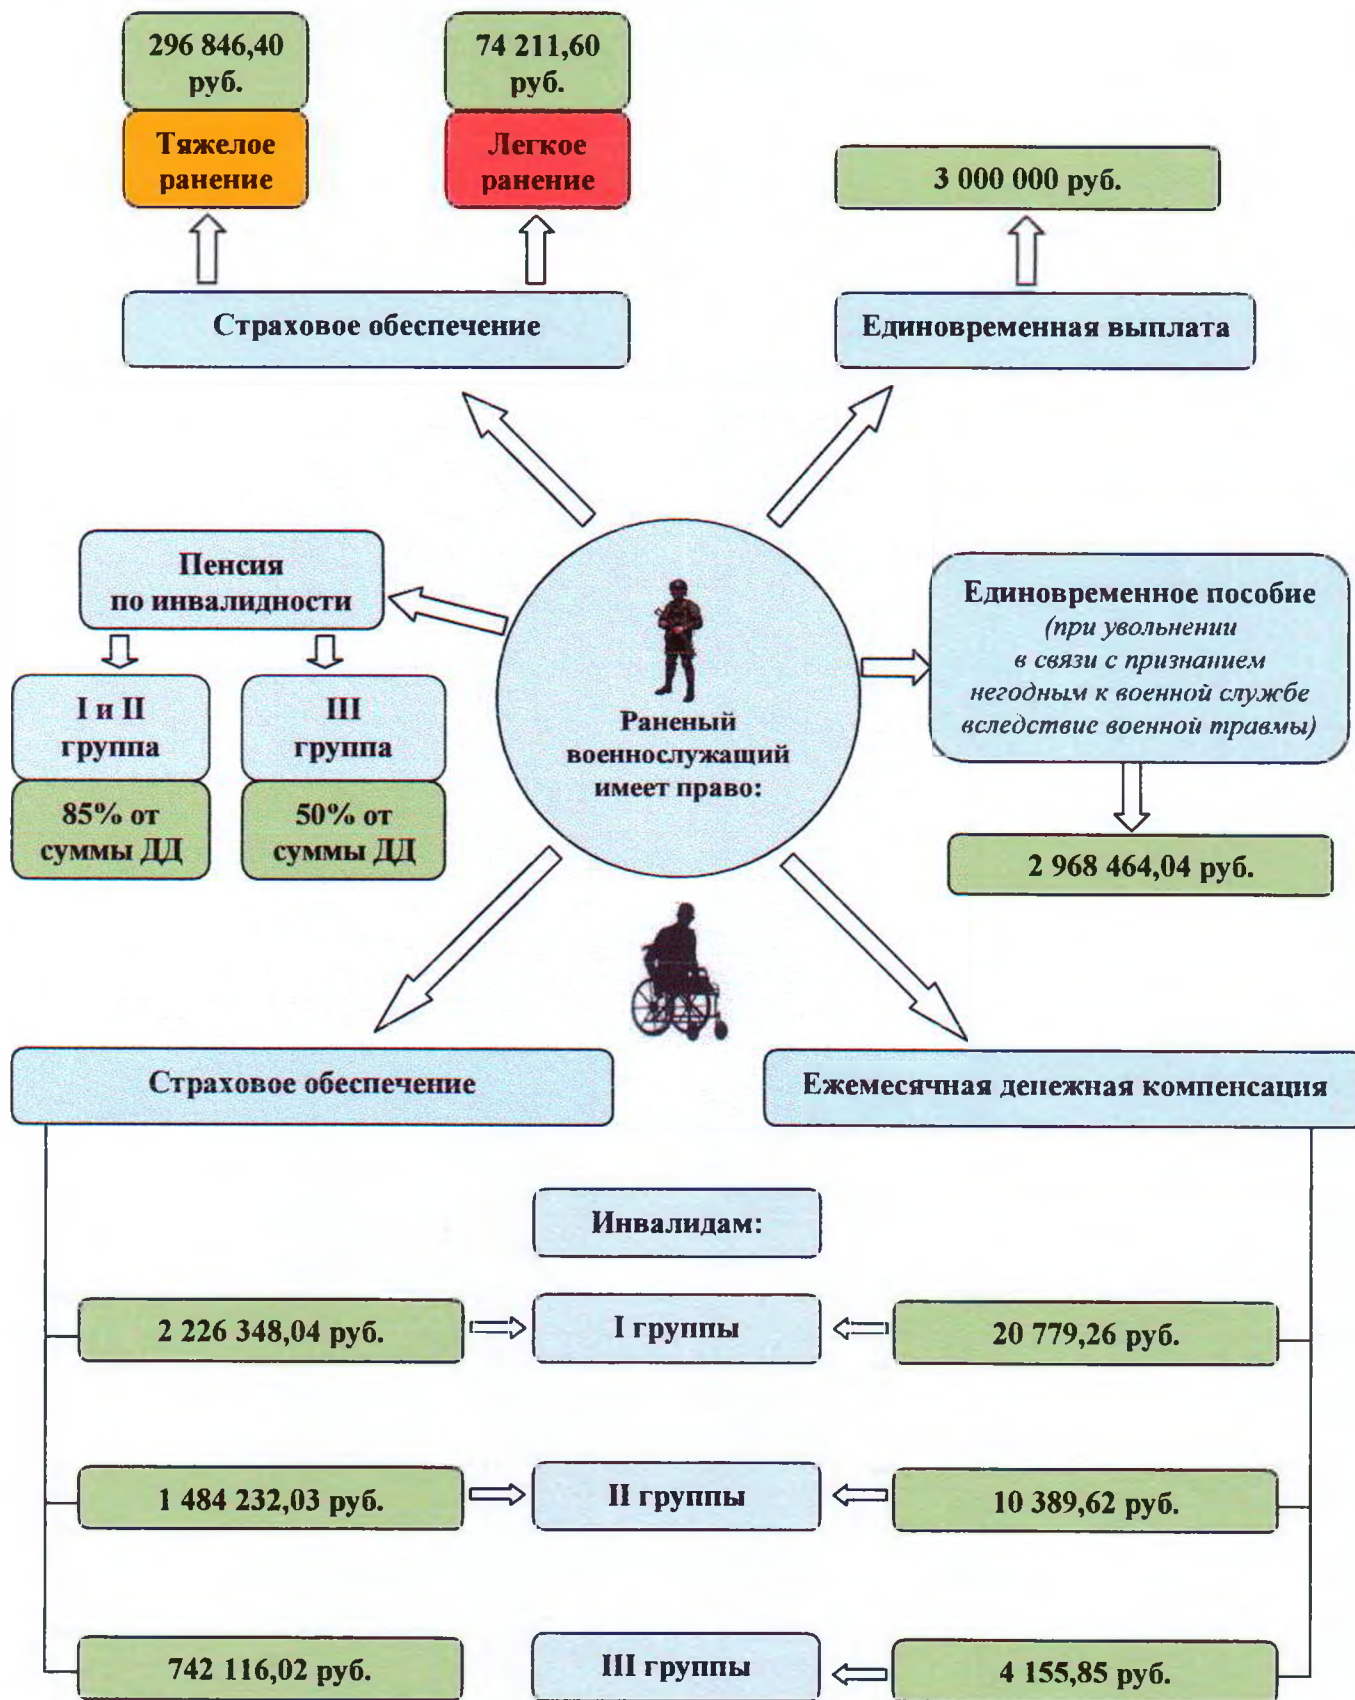 296 846,40
руб.
Тяжелое
ранение
74 211,60
руб.
Легкое
ранение
3 000 000 руб.
Страховое обеспечение
Единовременная выплата
Пенсия
по инвалидности
I и II
группа
85% от
суммы ДД
III
группа
50% от
суммы ДД
Раненый
военнослужащий
имеет право:
Единовременное пособие
(при увольнении
в связи с признанием
негодным к военной службе
вследствие военной травмы)
2 968 464,04 руб.
Страховое обеспечение
Ежемесячная денежная компенсация
Инвалидам:
2 226 348,04 руб.
I группы
20 779,26 руб.
1 484 232,03 руб.
II группы
10 389,62 руб.
742 116,02 руб.
III группы
4 155,85 руб.